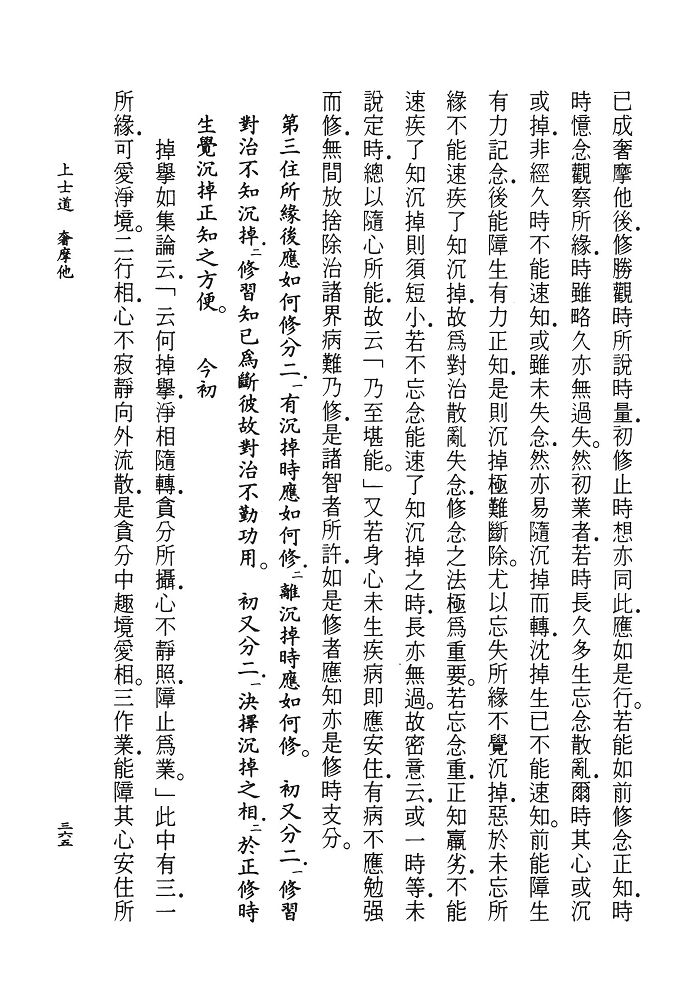 已成奢摩他後．修勝觀時所說時量．初修止時想亦同此．應如是行。若能如前修念正知．時
時憶念觀察所緣．時雖略久亦無過失。然初業者．若時長久多生忘念散亂．爾時其心或沉
或掉．非經久時不能速知．或雖未失念．然亦易隨沉掉而轉．沈掉生已不能速知。前能障生
有力記念．後能障生有力正知．是則沉掉極難斷除。尤以忘失所緣不覺沉掉．惡於未忘所
緣不能速疾了知沉掉．故為對治散亂失念．修念之法極為重要。若忘念重．正知羸劣．不能
速疾了知沉掉則須短小．若不忘念能速了知沉掉之時．長亦無過。故密意云．或一時等．未
說定時．總以隨心所能．故云「乃至堪能。」又若身心未生疾病即應安住．有病不應勉强
而修．無間放捨除治諸界病難乃修．是諸智者所許．如是修者應知亦是修時支分。
第三住所緣後應如何修分二．一有沉掉時應如何修．二離沉掉時應如何修。　初又分二．一修習
對治不知沉掉．二修習知已為斷彼故對治不勤功用。　初又分二．一決擇沉掉之相．二於正修時
生覺沉掉正知之方便。　今初
掉擧如集論云．「云何掉擧．淨相隨轉貪分所攝．心不靜照．障止為業。」此中有三．一
所緣．可愛淨境。二行相．心不寂靜向外流散．是貪分中趣境愛相。三作業．能障其心安住所
上士道　奢摩他
三六五